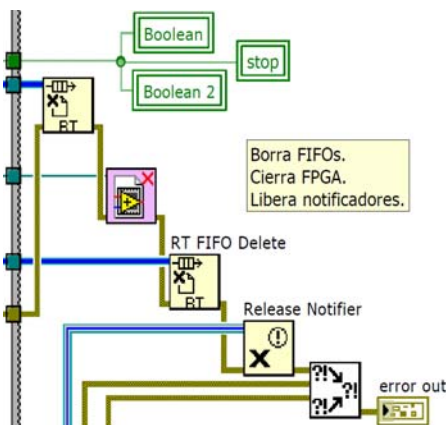 Boolean
stop
Boolean 2
RT
Borra FIFOs.
Cierra FPGA.
Libera notificadores.
RT FIFO Delete
RT
Release Notifier
?!
?!
?!
error out